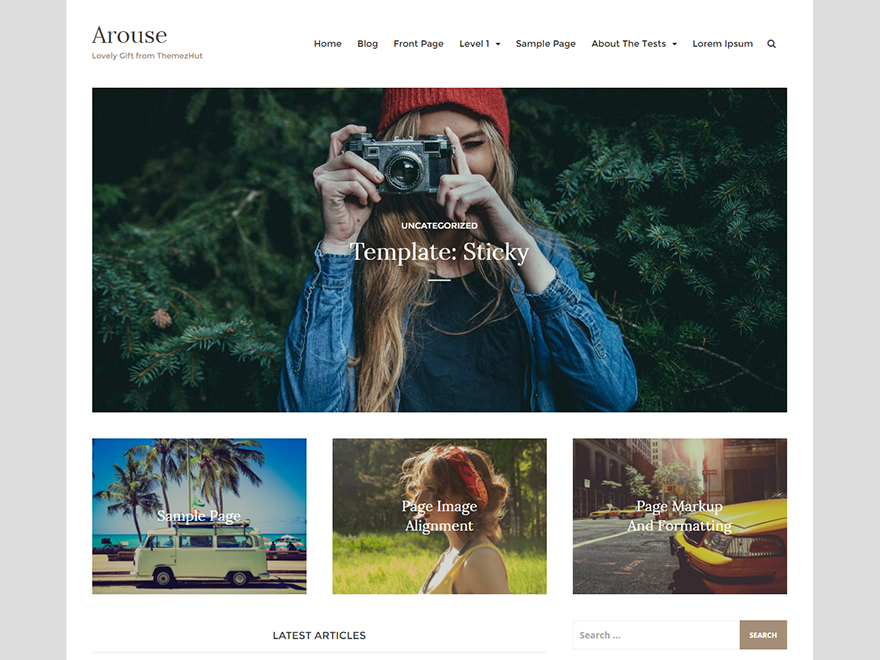 Arouse
Lovely Gift from ThemezHut
Home Blog Front Page Level 1 Sample Page About The Tests Lorem Ipsum
UNCATEGORIZED
Template: Sticky
Sample Page
Page Image
Alignment
Page Markup
And Formatting
LATEST ARTICLES
Search ...
SEARCH